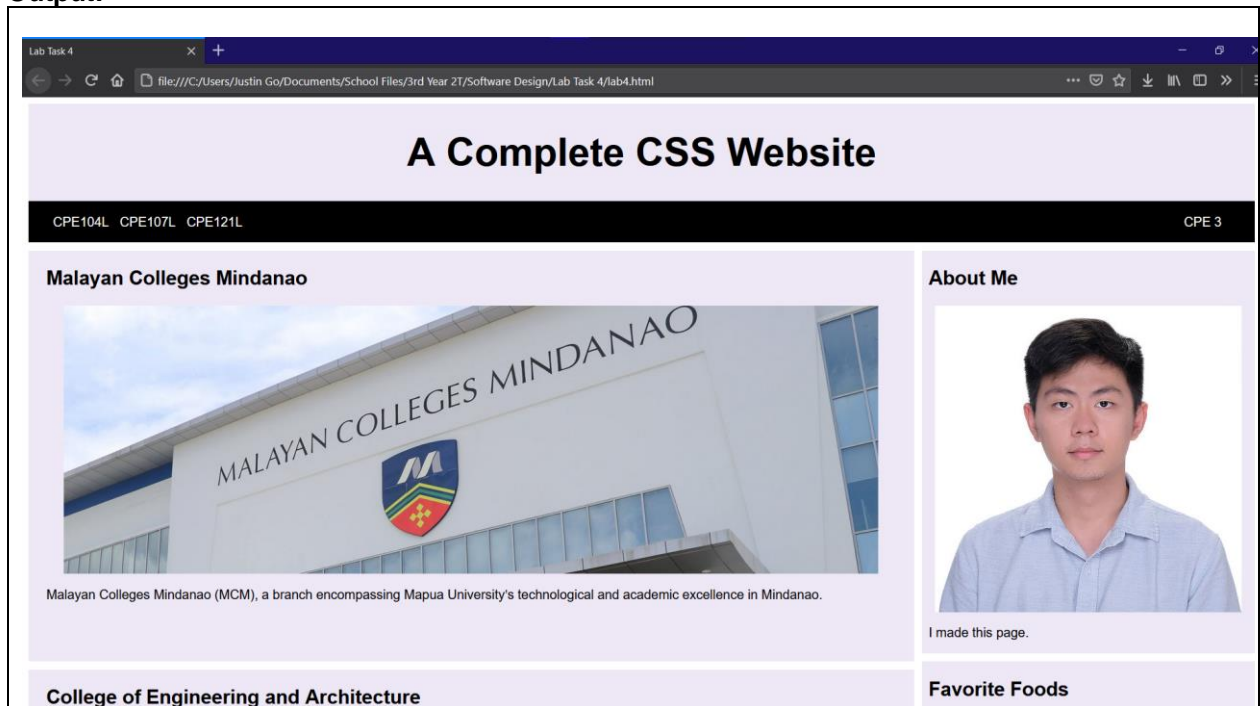 Output:
Lab Task 4
file:///C:/Users/Justin Go/Documents/School Files/3rd Year 2T/Software Design/Lab Task 4/lab4.html
A Complete CSS Website
CPE104L CPE107L CPE121L CPE 3
Malayan Colleges Mindanao
MALAYAN COLLEGES MINDANAO
Malayan Colleges Mindanao (MCM), a branch encompassing Mapua University's technological and academic excellence in Mindanao.
College of Engineering and Architecture
About Me
I made this page.
Favorite Foods